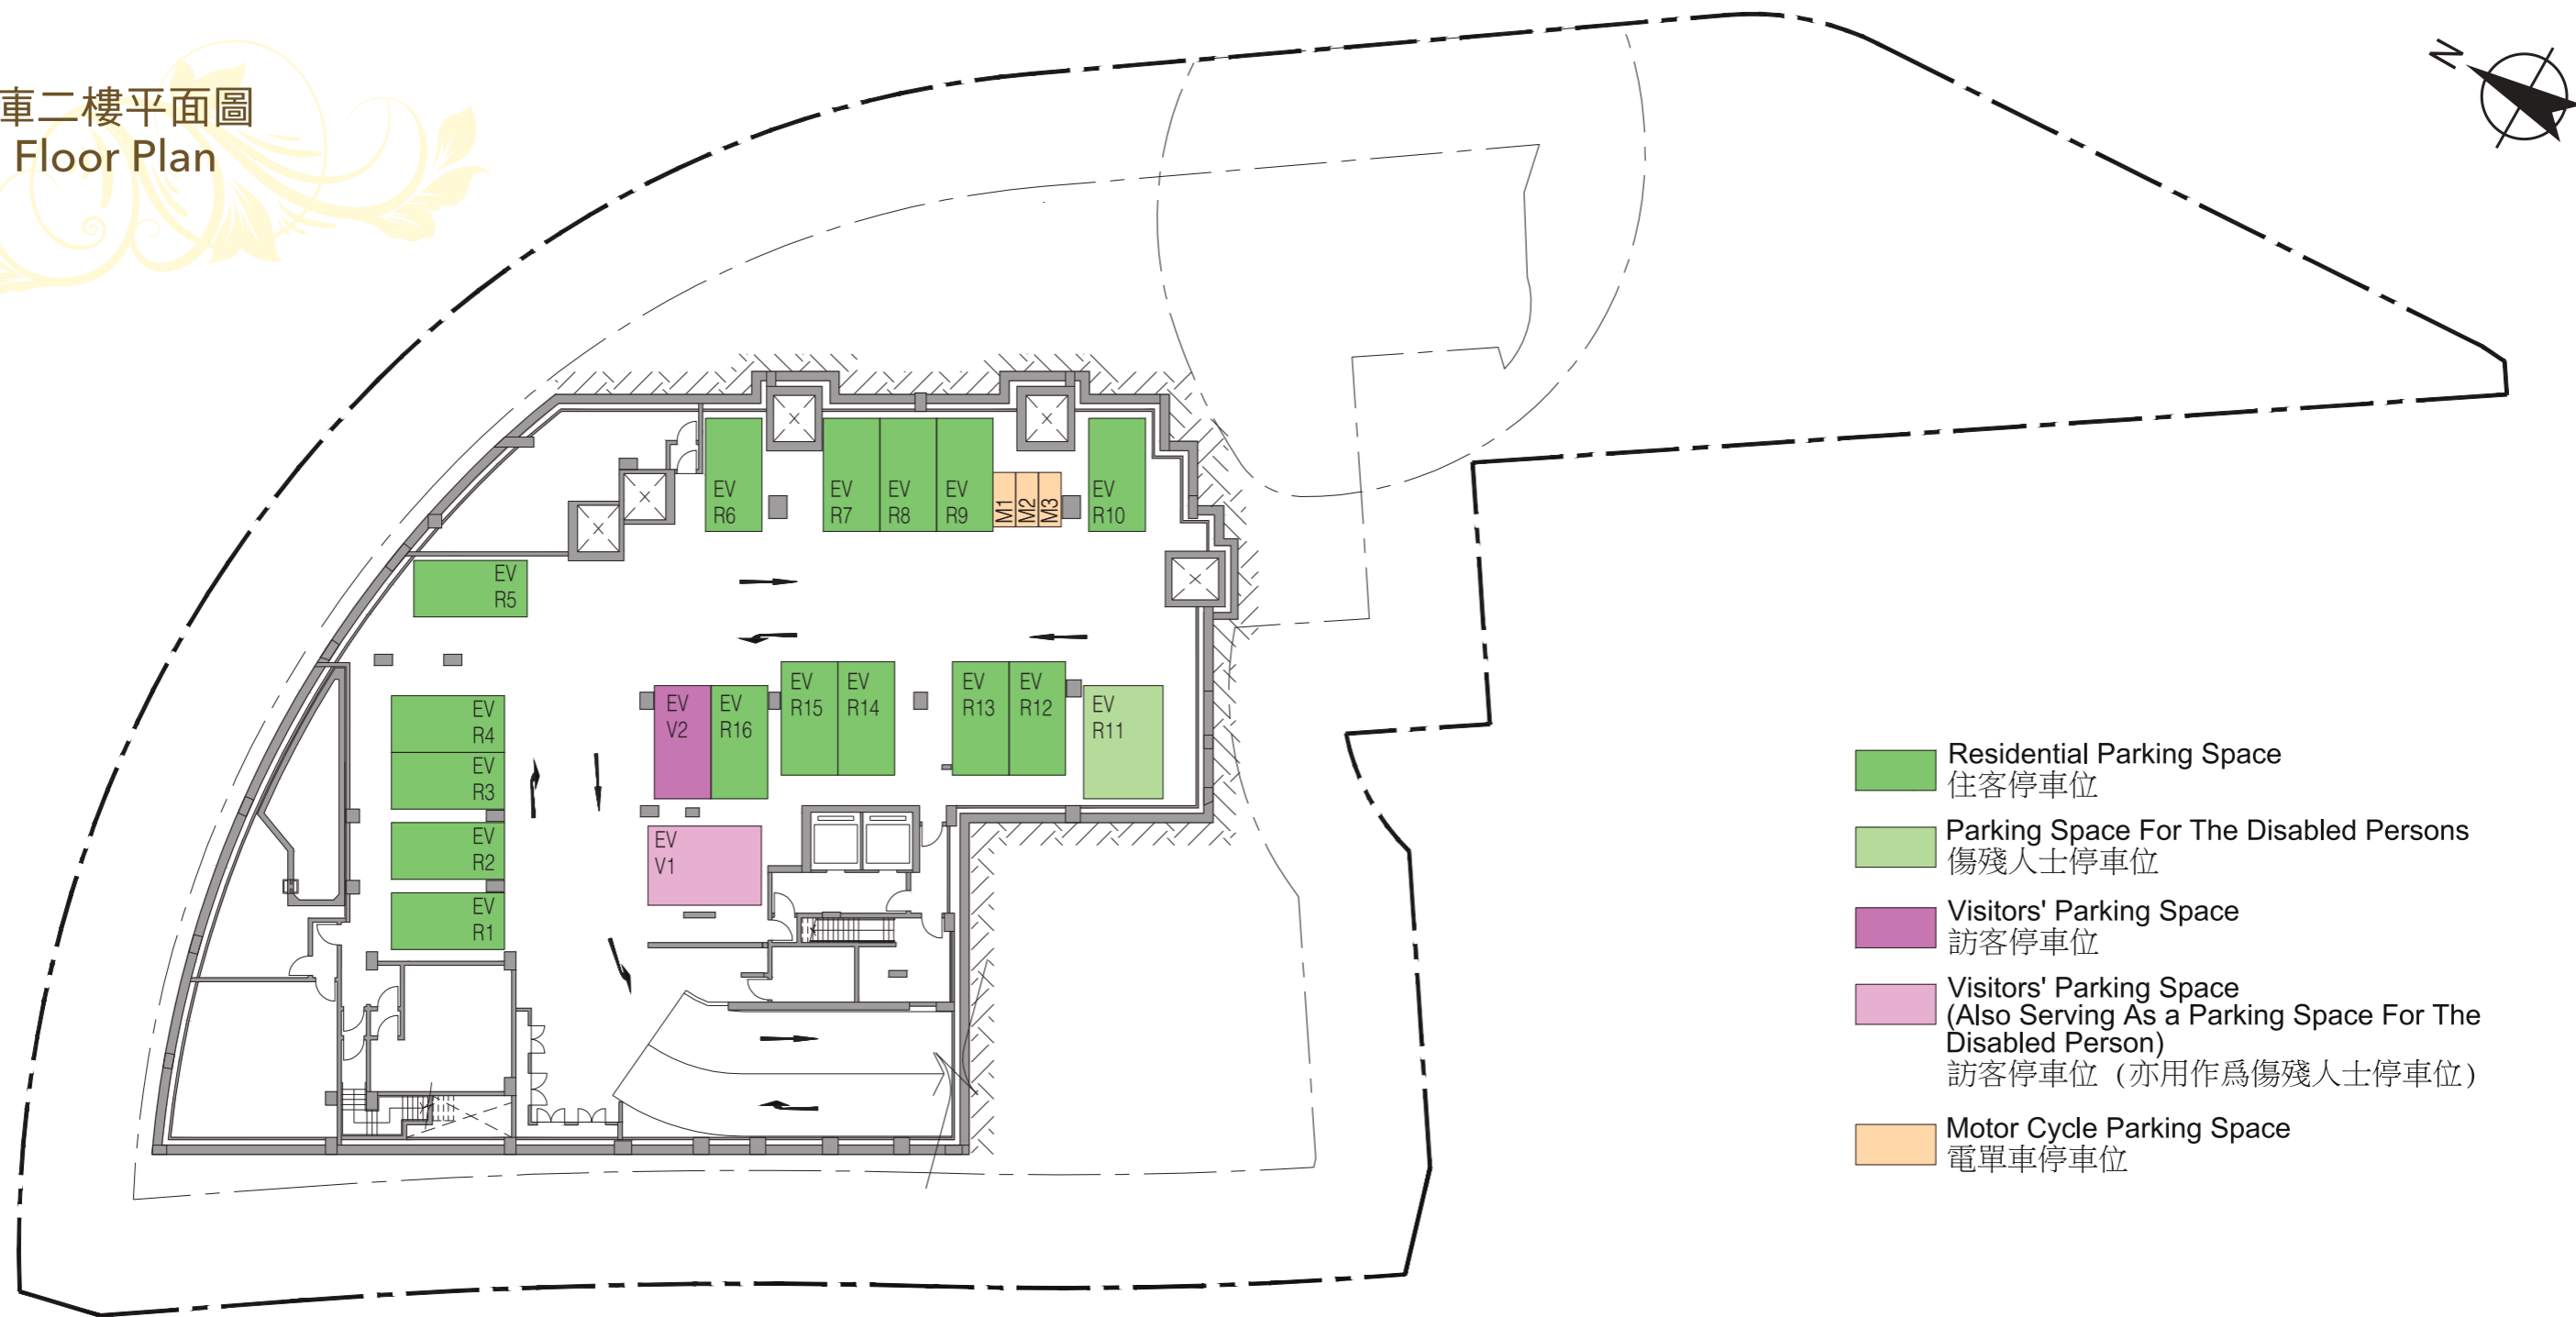 車二樓平面圖
Floor Plan
N
EV
R6
EV
R7
EV
R8
EV
R9
M1
M2
M3
EV
R10
EV
R5
EV
R4
EV
R3
EV
R2
EV
R1
EV
V2
EV
R16
EV
R15
EV
R14
EV
R13
EV
R12
EV
R11
EV
V1
Residential Parking Space
住客停車位
Parking Space For The Disabled Persons
傷殘人士停車位
Visitors' Parking Space
訪客停車位
Visitors' Parking Space
(Also Serving As a Parking Space For The
Disabled Person)
訪客停車位 (亦用作爲傷殘人士停車位)
Motor Cycle Parking Space
電單車停車位